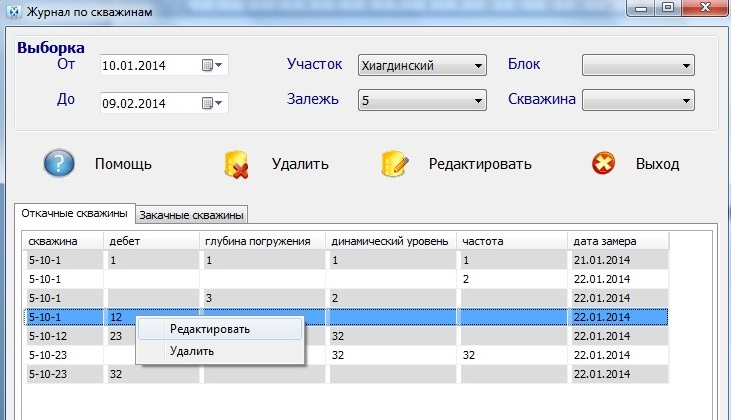 Журнал по скважинам
Выборка
От 10.01.2014 Участок Хиагдинский Блок
До 09.02.2014 Залежь 5 Скважина
Помощь Удалить Редактировать Выход
Откачные скважины Закачные скважины
скважина дебет глубина погружения динамический уровень частота дата замера
5-10-1 1 1 1 1 21.01.2014
5-10-1 2 22.01.2014
5-10-1 3 2 22.01.2014
5-10-1 12 22.01.2014
Редактировать
5-10-12 23 32 22.01.2014
Удалить
5-10-23 32 32 22.01.2014
5-10-23 32 22.01.2014